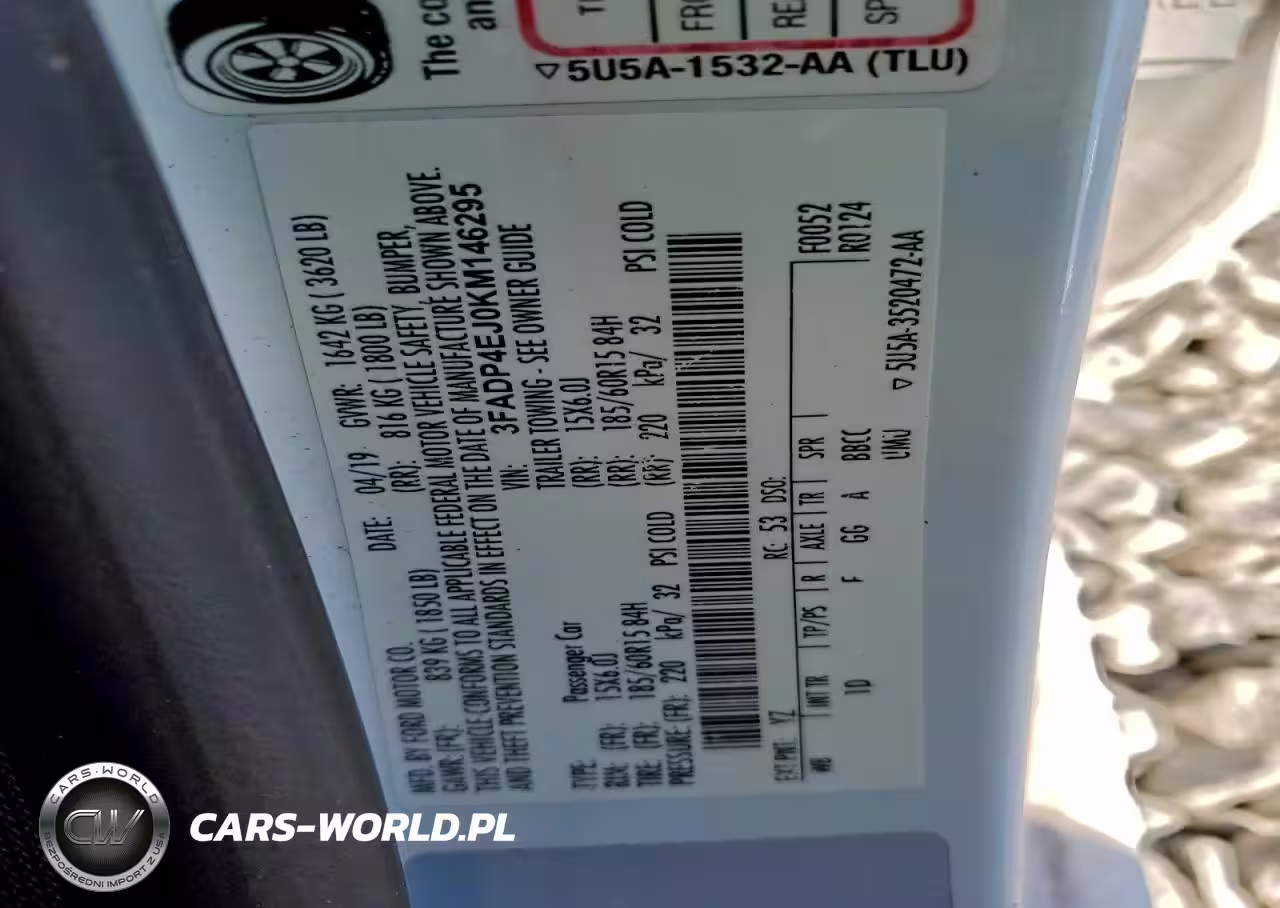 The co
an
FRO
RE
SP
▽ 5U5A-1532-AA (TLU)
MFD. BY FORD MOTOR CO.
DATE: 04/19 GVWR: 1642 KG ( 3620 LB)
GAWR: (FR): 839 KG ( 1850 LB) (RR): 816 KG ( 1800 LB)
THIS VEHICLE CONFORMS TO ALL APPLICABLE FEDERAL MOTOR VEHICLE SAFETY, BUMPER,
AND THEFT PREVENTION STANDARDS IN EFFECT ON THE DATE OF MANUFACTURE SHOWN ABOVE.
VIN: 3FADP4EJ0KM146295
TYPE: Passenger Car TRAILER TOWING - SEE OWNER GUIDE
(FR): 15X6.0J (RR): 15X6.0J
TIRE (FR): 185/60R15 84H (RR): 185/60R15 84H
PRESSURE (FR): 220 kPa/ 32 PSI COLD (RR): 220 kPa/ 32 PSI COLD
RC: 53 DSO:
EXT PNT: YZ F0052
WB INT TR TP/PS R AXLE TR SPR R0124
1D F GG A BBCC
UMU ▽ 5U5A-3520472-AA
CARS-WORLD
CW
BEZPOŚREDNI IMPORT Z USA
CARS-WORLD.PL